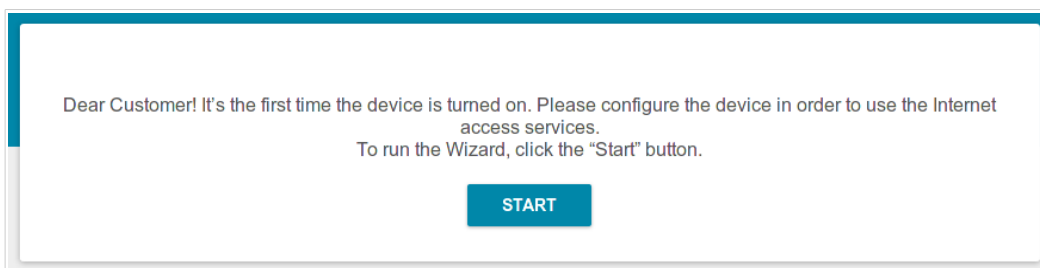 Dear Customer! It’s the first time the device is turned on. Please configure the device in order to use the Internet
access services.
To run the Wizard, click the “Start” button.
START